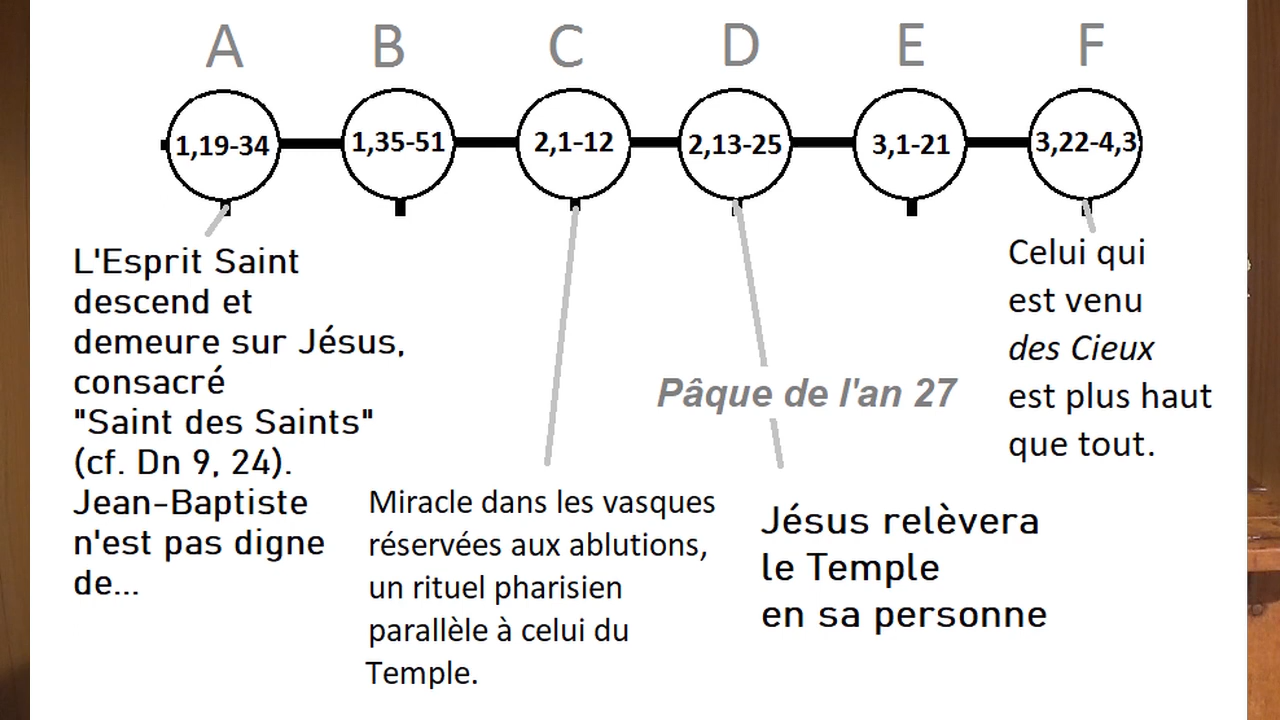 A B C D E F
1,19-34 1,35-51 2,1-12 2,13-25 3,1-21 3,22-4,3
L'Esprit Saint
descend et
demeure sur Jésus,
consacré
"Saint des Saints"
(cf. Dn 9, 24).
Jean-Baptiste
n'est pas digne
de...
Miracle dans les vasques
réservées aux ablutions,
un rituel pharisien
parallèle à celui du
Temple.
Pâque de l'an 27
Jésus relèvera
le Temple
en sa personne
Celui qui
est venu
des Cieux
est plus haut
que tout.